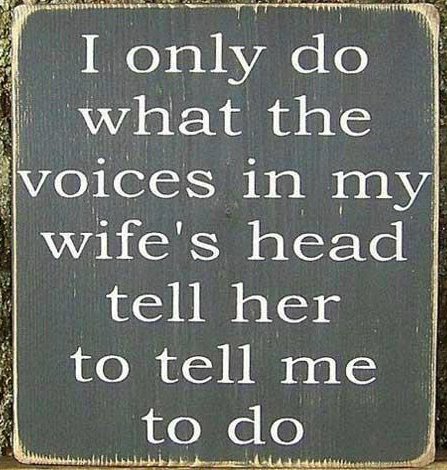 I only do
what the
voices in my
wife's head
tell her
to tell me
to do